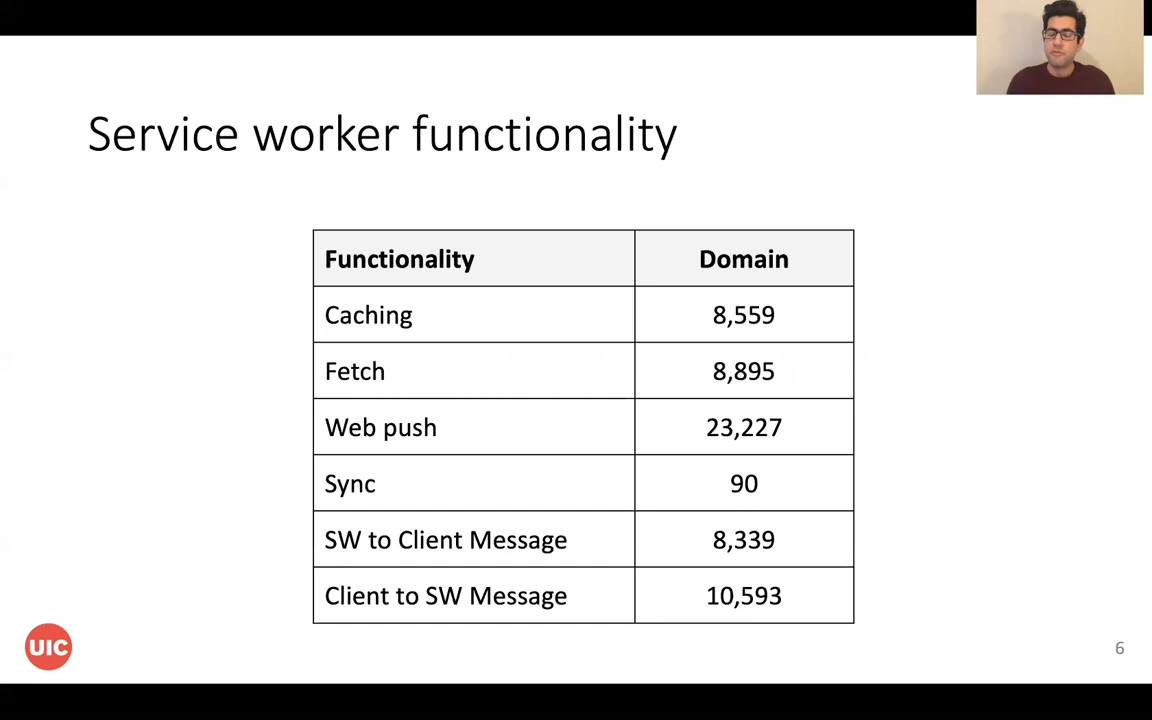 Service worker functionality
Functionality Domain
Caching 8,559
Fetch 8,895
Web push 23,227
Sync 90
SW to Client Message 8,339
Client to SW Message 10,593
UIC
6